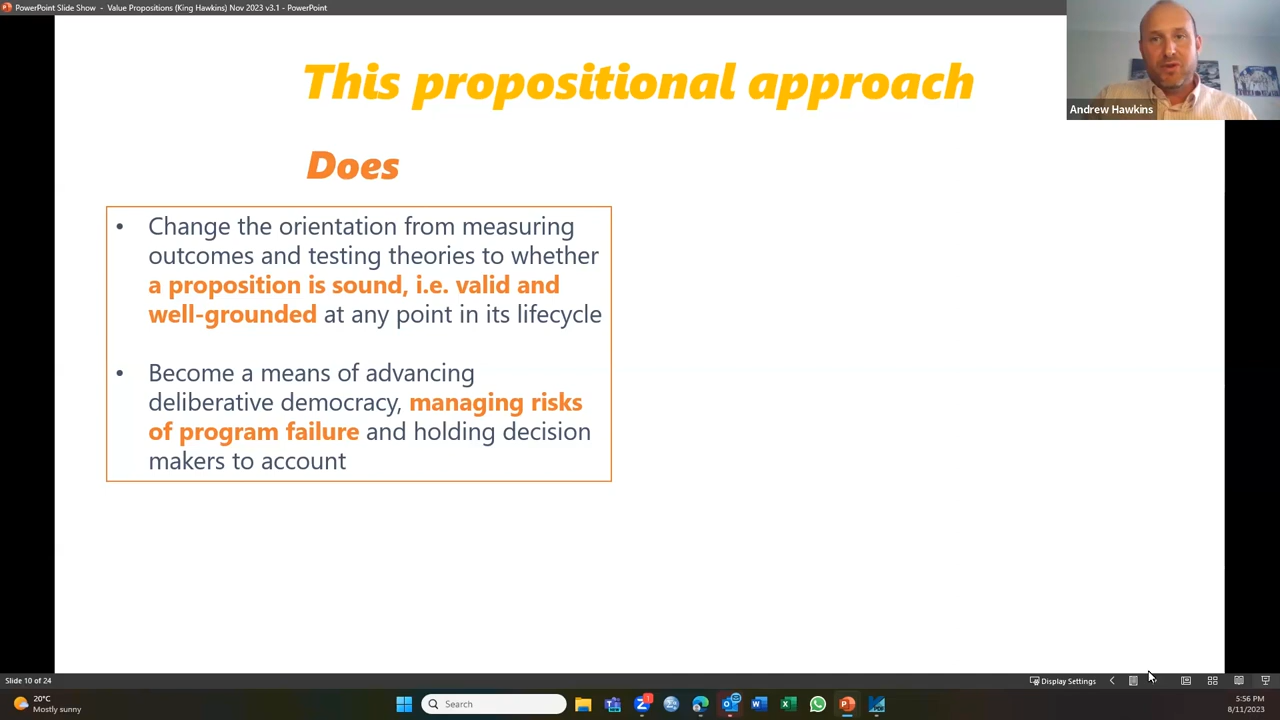 PowerPoint Slide Show - Value Propositions (King Hawkins) Nov 2023 v3.1 - PowerPoint
Andrew Hawkins
This propositional approach
Does
• Change the orientation from measuring
outcomes and testing theories to whether
a proposition is sound, i.e. valid and
well-grounded at any point in its lifecycle
• Become a means of advancing
deliberative democracy, managing risks
of program failure and holding decision
makers to account
Slide 10 of 24
Display Settings
20°C
Mostly sunny
Search
1
5:56 PM
8/11/2023